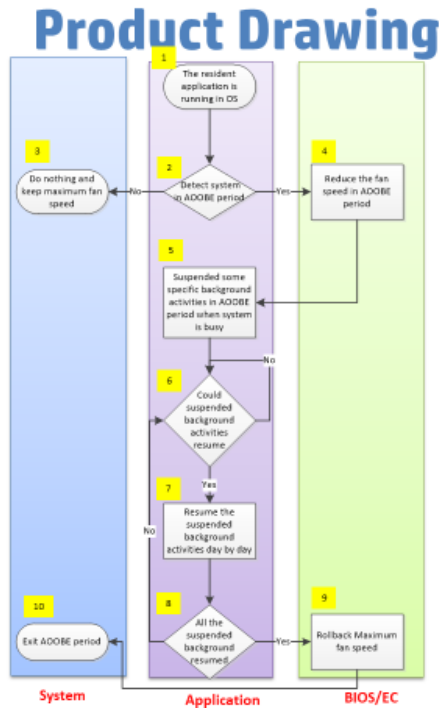 Product Drawing
1
The resident
application is
running in OS
2
Detect system
in AOOBE period
3
Do nothing and
keep maximum fan
speed
No
Yes
4
Reduce the fan
speed in AOOBE
period
5
Suspended some
specific background
activities in AOOBE
period when system
is busy
No
6
Could
suspended
background
activities
resume
Yes
7
Resume the
suspended
background
activities day by day
No
8
All the
suspended
background
resumed
Yes
9
Rollback Maximum
fan speed
10
Exit AOOBE period
System
Application
BIOS/EC